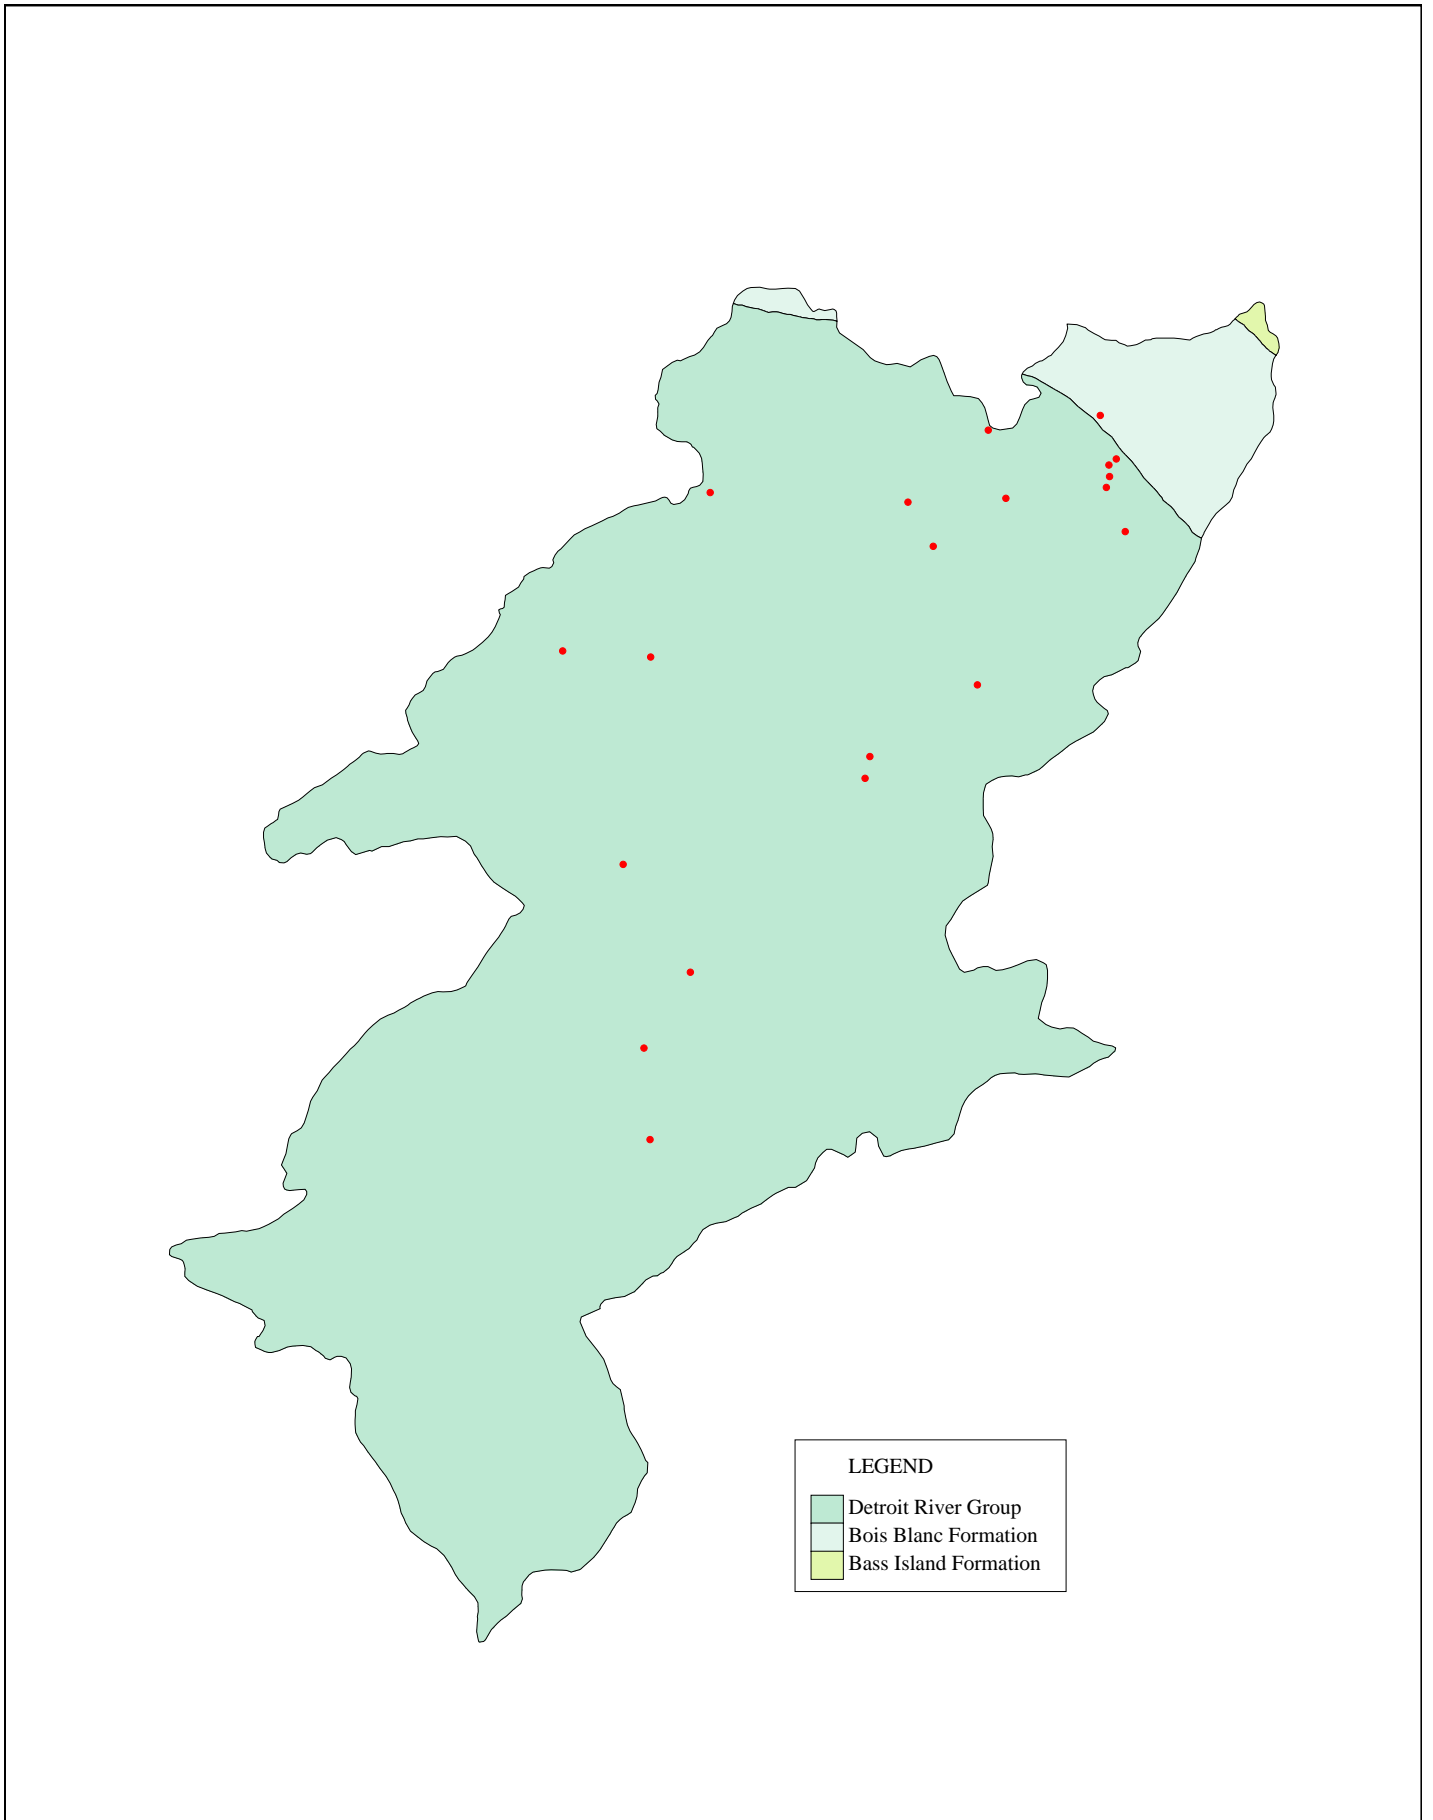 LEGEND
Detroit River Group
Bois Blanc Formation
Bass Island Formation